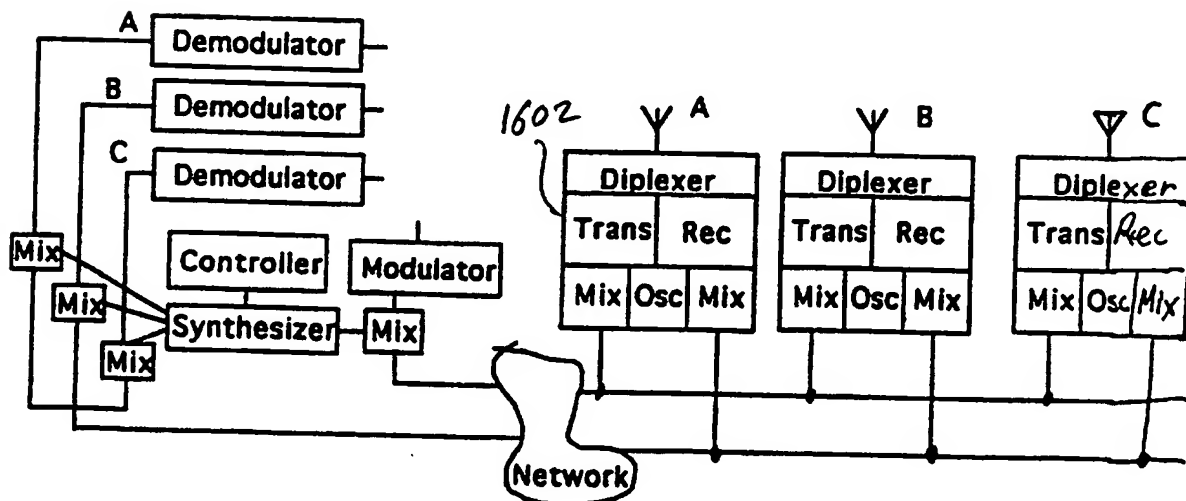 A
Demodulator
B
Demodulator
C
Demodulator
Mix
Mix
Mix
Controller
Synthesizer
Modulator
Mix
Network
1602
A
Diplexer
Trans Rec
Mix Osc Mix
B
Diplexer
Trans Rec
Mix Osc Mix
C
Diplexer
Trans Rec
Mix Osc Mix